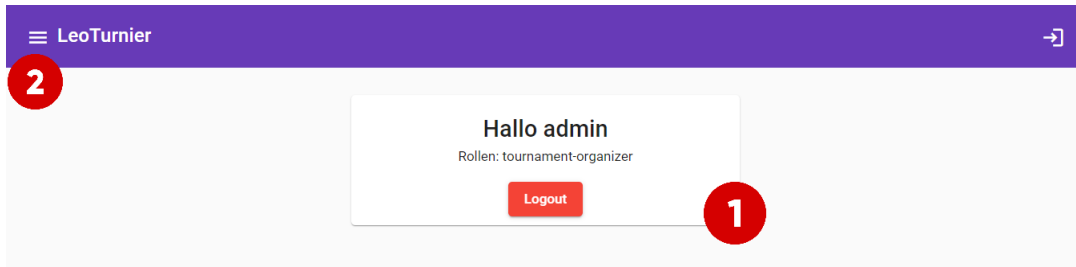 LeoTurnier
2
Hallo admin
Rollen: tournament-organizer
Logout
1